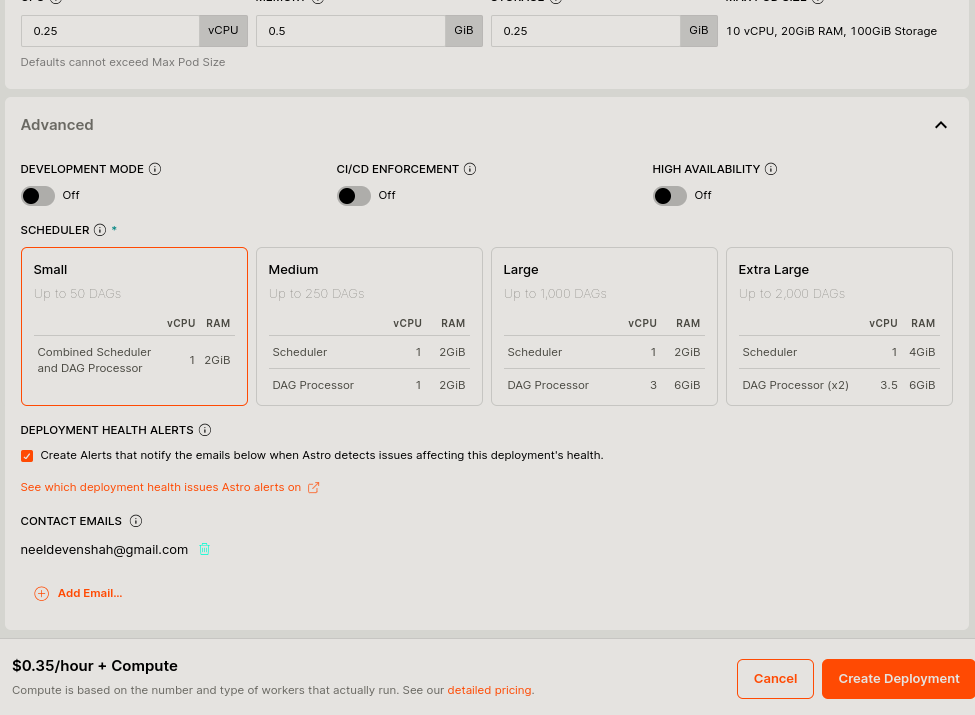 CPU MEMORY STORAGE MAX POD SIZE
0.25 vCPU 0.5 GiB 0.25 GiB 10 vCPU, 20GiB RAM, 100GiB Storage
Defaults cannot exceed Max Pod Size
Advanced
DEVELOPMENT MODE CI/CD ENFORCEMENT HIGH AVAILABILITY
Off Off Off
SCHEDULER *
Small
Up to 50 DAGs
vCPU RAM
Combined Scheduler
and DAG Processor 1 2GiB
Medium
Up to 250 DAGs
vCPU RAM
Scheduler 1 2GiB
DAG Processor 1 2GiB
Large
Up to 1,000 DAGs
vCPU RAM
Scheduler 1 2GiB
DAG Processor 3 6GiB
Extra Large
Up to 2,000 DAGs
vCPU RAM
Scheduler 1 4GiB
DAG Processor (x2) 3.5 6GiB
DEPLOYMENT HEALTH ALERTS
Create Alerts that notify the emails below when Astro detects issues affecting this deployment's health.
See which deployment health issues Astro alerts on
CONTACT EMAILS
neeldevenshah@gmail.com
Add Email...
$0.35/hour + Compute
Compute is based on the number and type of workers that actually run. See our detailed pricing.
Cancel Create Deployment